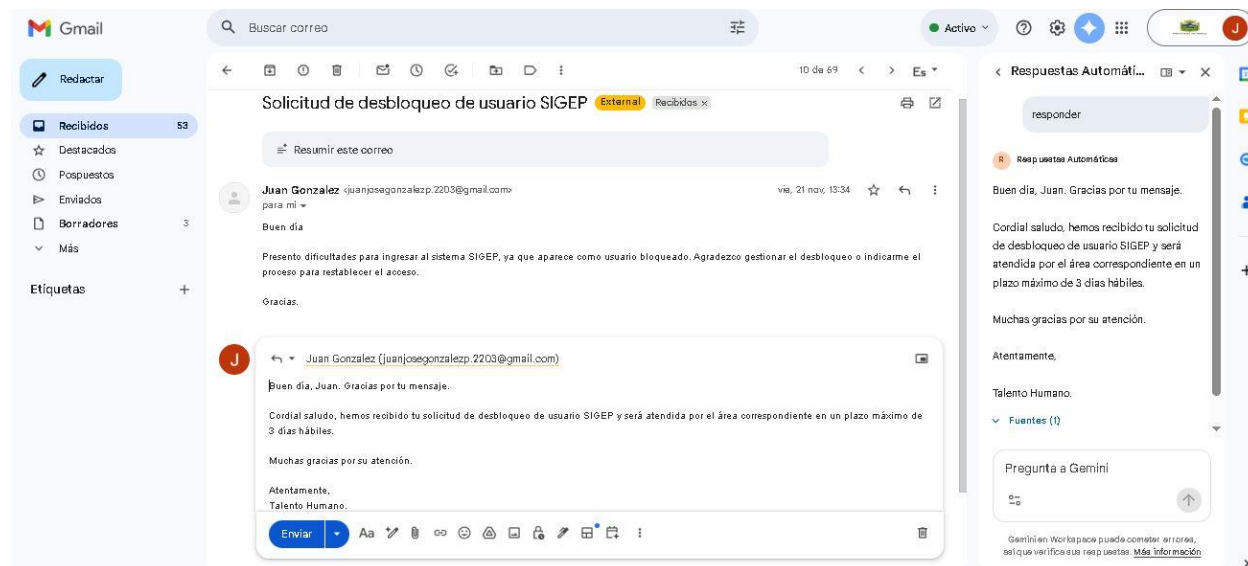 Gmail
Buscar correo
Activo
J
Redactar
Recibidos 53
Destacados
Pospuestos
Enviados
Borradores 3
Más
Etiquetas
10 de 69
Es
Solicitud de desbloqueo de usuario SIGEP External Recibidos ×
Resumir este correo
Juan Gonzalez <juanjosegonzalezp.2203@gmail.com>
vie, 21 nov, 13:34
para mí
Buen día
Presento dificultades para ingresar al sistema SIGEP, ya que aparece como usuario bloqueado. Agradezco gestionar el desbloqueo o indicarme el
proceso para restablecer el acceso.
Gracias.
J
Juan Gonzalez (juanjosegonzalezp.2203@gmail.com)
Buen día, Juan. Gracias por tu mensaje.
Cordial saludo, hemos recibido tu solicitud de desbloqueo de usuario SIGEP y será atendida por el área correspondiente en un plazo máximo de
3 días hábiles.
Muchas gracias por su atención.
Atentamente,
Talento Humano.
Enviar
Aa
Respuestas Automáti...
responder
R Respuestas Automáticas
Buen día, Juan. Gracias por tu mensaje.
Cordial saludo, hemos recibido tu solicitud
de desbloqueo de usuario SIGEP y será
atendida por el área correspondiente en un
plazo máximo de 3 días hábiles.
Muchas gracias por su atención.
Atentamente,
Talento Humano.
Fuentes (1)
Pregunta a Gemini
Gemini en Workspace puede cometer errores,
así que verifica sus respuestas. Más información